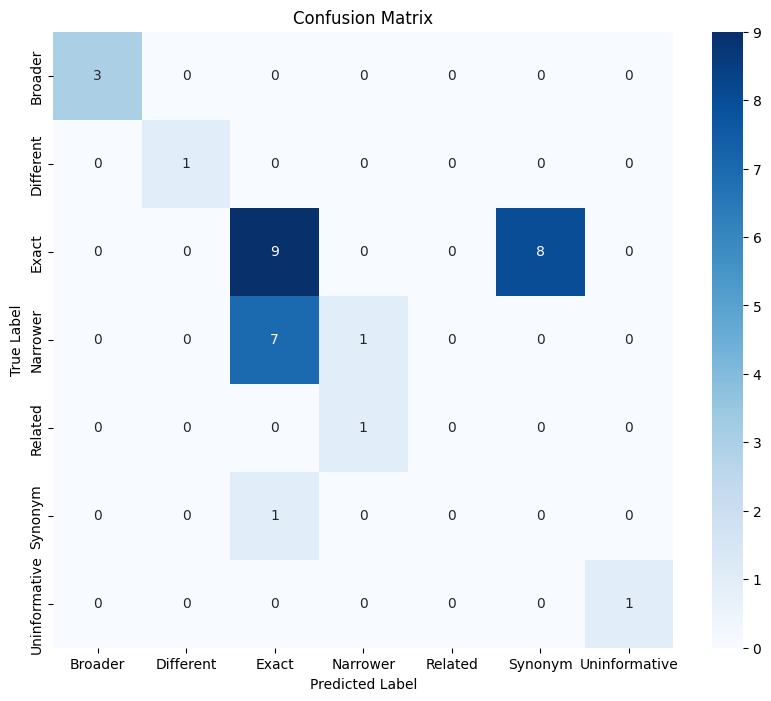 Confusion Matrix
True Label
Broader 3 0 0 0 0 0 0
Different 0 1 0 0 0 0 0
Exact 0 0 9 0 0 8 0
Narrower 0 0 7 1 0 0 0
Related 0 0 0 1 0 0 0
Synonym 0 0 1 0 0 0 0
Uninformative 0 0 0 0 0 0 1
Broader Different Exact Narrower Related Synonym Uninformative
Predicted Label
9
8
7
6
5
4
3
2
1
0